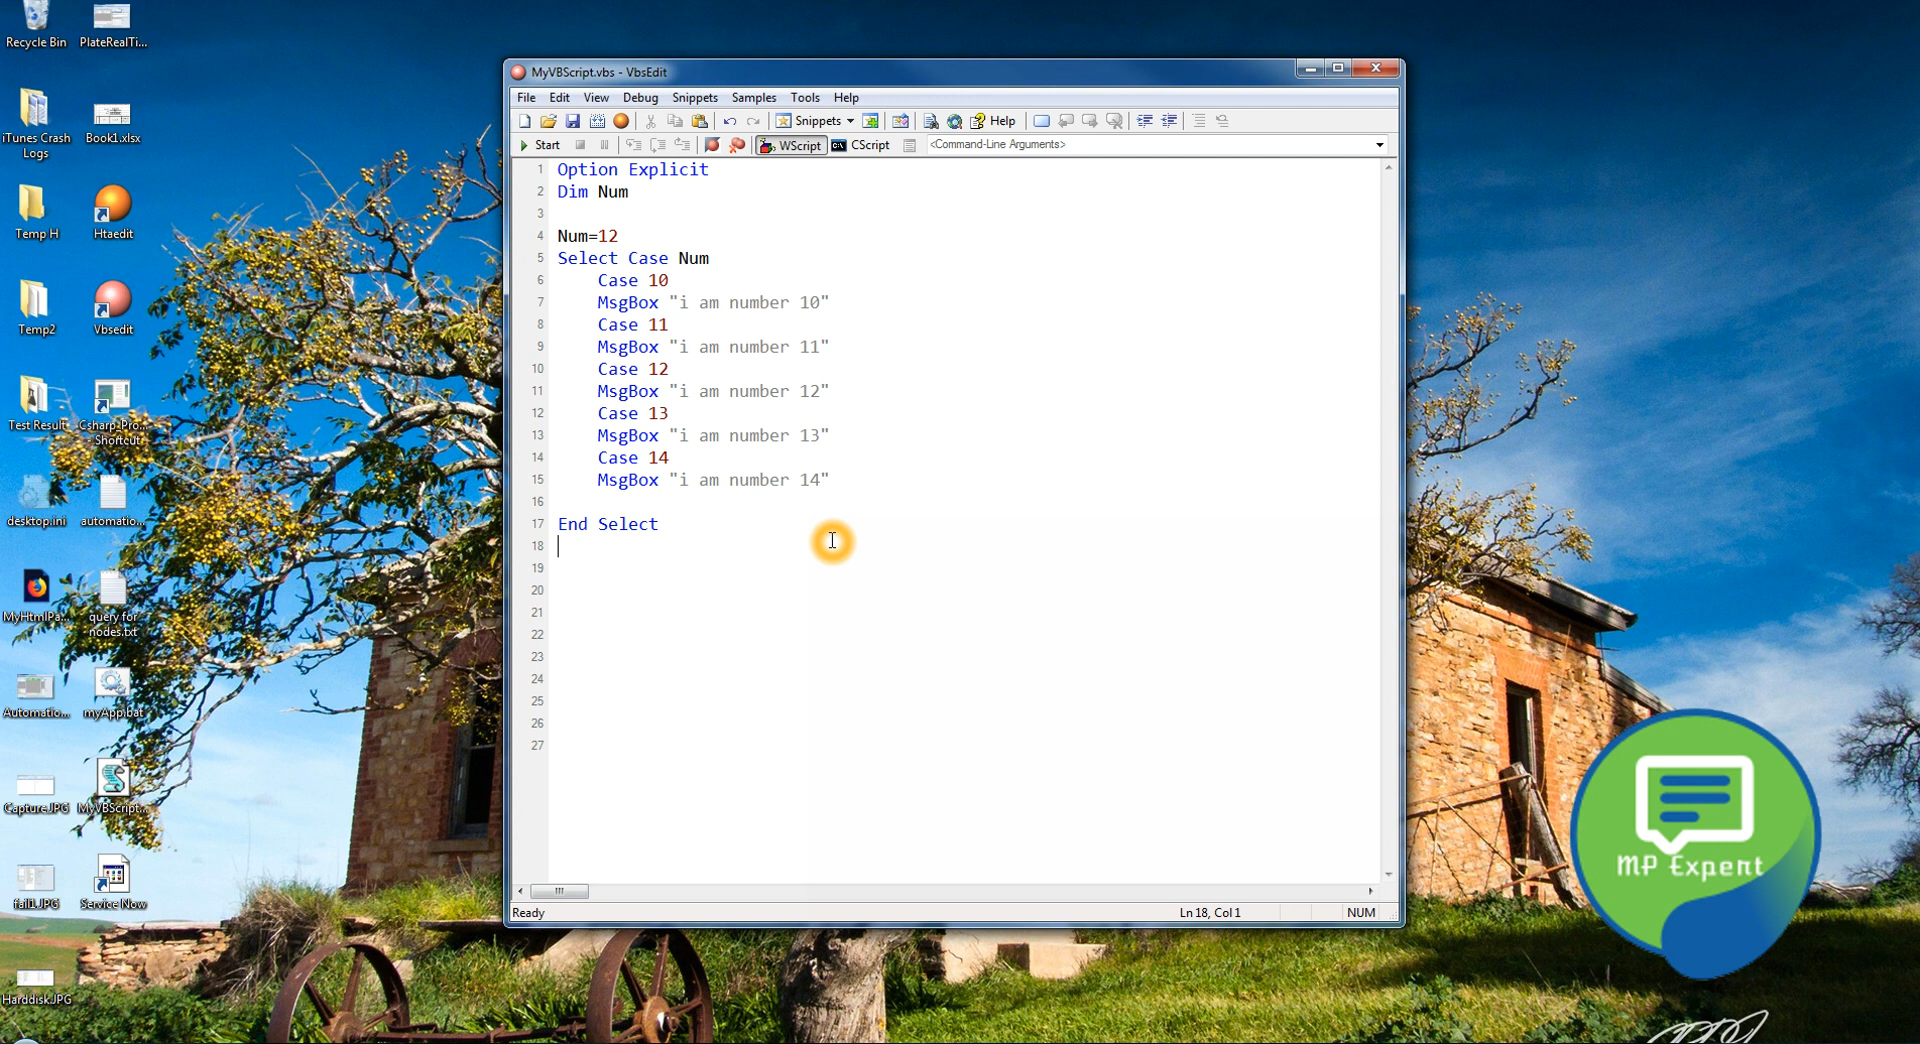 Recycle Bin
PlateRealTi...
iTunes Crash
Logs
Book1.xlsx
Temp H
Htaedit
Temp2
Vbsedit
Test Result
Csharp-Pro...
- Shortcut
desktop.ini
automatio...
MyHtmlPa...
query for
nodes.txt
Automatio...
myApp.bat
Capture.JPG
MyVBScript...
fail1.JPG
Service Now
Harddisk.JPG
MyVBScript.vbs - VbsEdit
File Edit View Debug Snippets Samples Tools Help
Snippets Help
Start WScript CScript <Command-Line Arguments>
1 Option Explicit
2 Dim Num
3
4 Num=12
5 Select Case Num
6 Case 10
7 MsgBox "i am number 10"
8 Case 11
9 MsgBox "i am number 11"
10 Case 12
11 MsgBox "i am number 12"
12 Case 13
13 MsgBox "i am number 13"
14 Case 14
15 MsgBox "i am number 14"
16
17 End Select
18
19
20
21
22
23
24
25
26
27
Ready Ln 18, Col 1 NUM
MP Expert